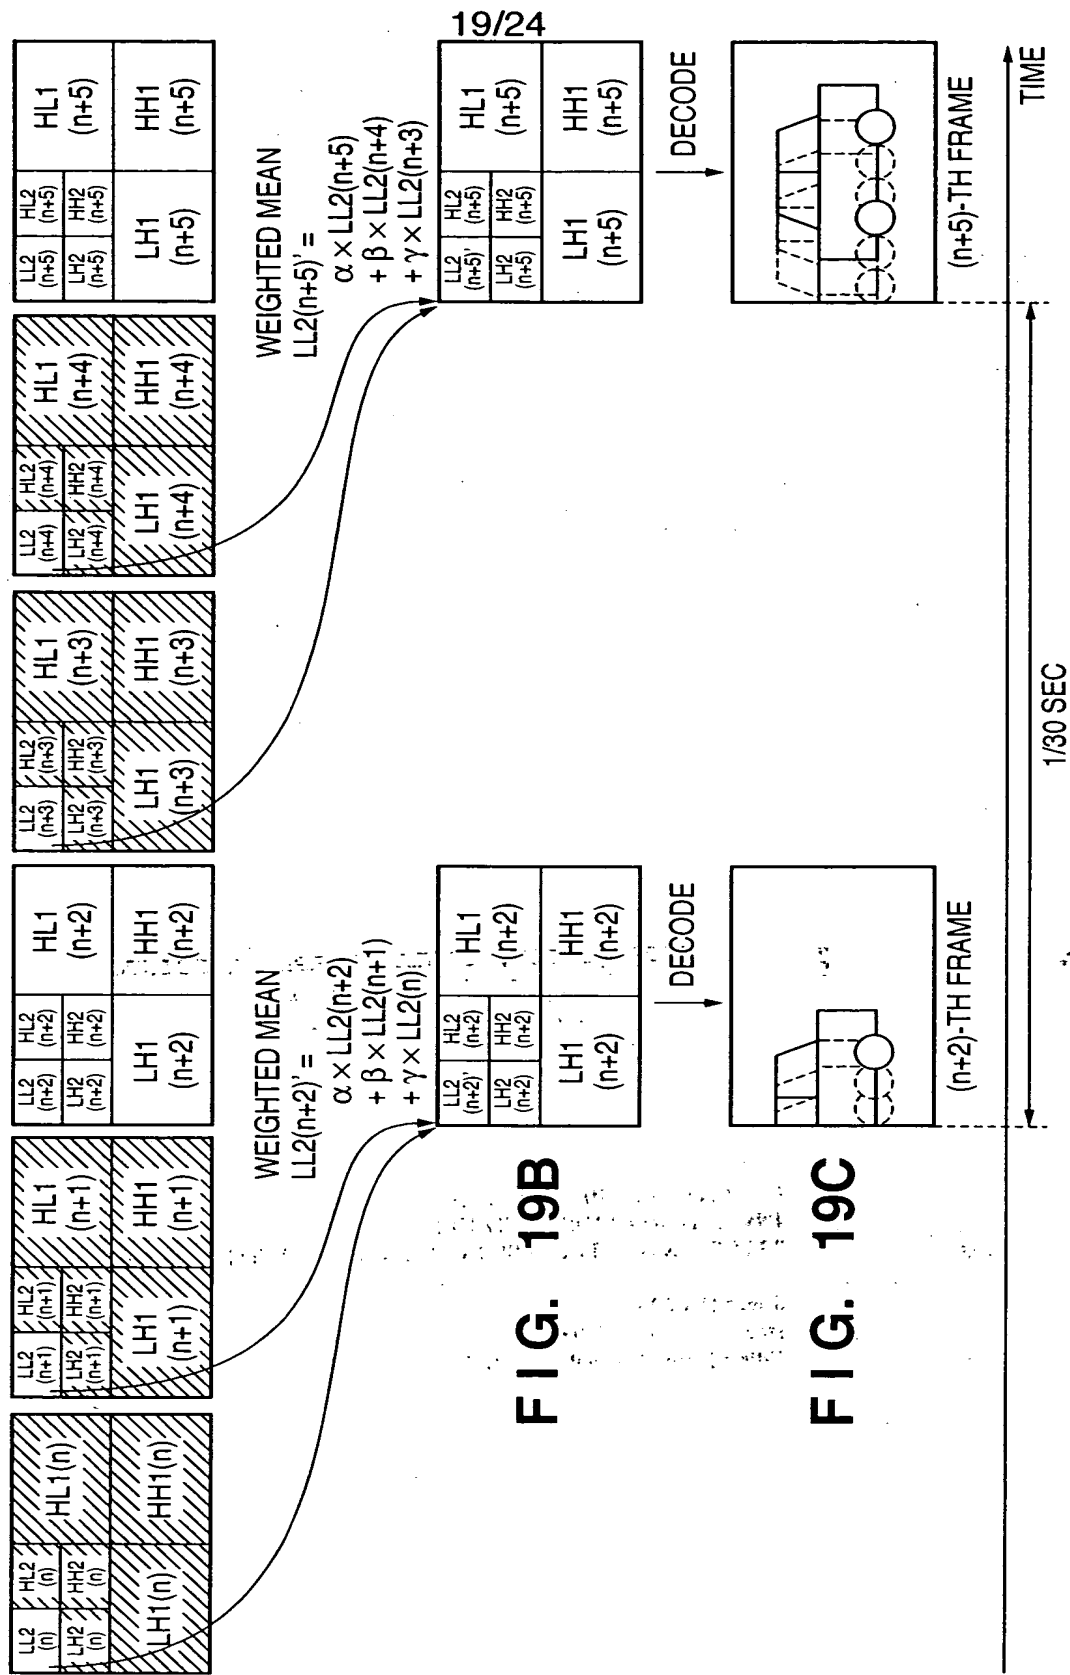 19/24
LL2
(n)
HL2
(n)
LH2
(n)
HH2
(n)
HL1(n)
LH1(n)
HH1(n)
LL2
(n+1)
HL2
(n+1)
LH2
(n+1)
HH2
(n+1)
HL1
(n+1)
LH1
(n+1)
HH1
(n+1)
LL2
(n+2)
HL2
(n+2)
LH2
(n+2)
HH2
(n+2)
HL1
(n+2)
LH1
(n+2)
HH1
(n+2)
LL2
(n+3)
HL2
(n+3)
LH2
(n+3)
HH2
(n+3)
HL1
(n+3)
LH1
(n+3)
HH1
(n+3)
LL2
(n+4)
HL2
(n+4)
LH2
(n+4)
HH2
(n+4)
HL1
(n+4)
LH1
(n+4)
HH1
(n+4)
LL2
(n+5)
HL2
(n+5)
LH2
(n+5)
HH2
(n+5)
HL1
(n+5)
LH1
(n+5)
HH1
(n+5)
WEIGHTED MEAN
LL2(n+2)' =
α × LL2(n+2)
+ β × LL2(n+1)
+ γ × LL2(n)
WEIGHTED MEAN
LL2(n+5)' =
α × LL2(n+5)
+ β × LL2(n+4)
+ γ × LL2(n+3)
FIG. 19B
LL2
(n+2)'
HL2
(n+2)
LH2
(n+2)
HH2
(n+2)
HL1
(n+2)
LH1
(n+2)
HH1
(n+2)
LL2
(n+5)'
HL2
(n+5)
LH2
(n+5)
HH2
(n+5)
HL1
(n+5)
LH1
(n+5)
HH1
(n+5)
DECODE
DECODE
FIG. 19C
(n+2)-TH FRAME
(n+5)-TH FRAME
TIME
1/30 SEC